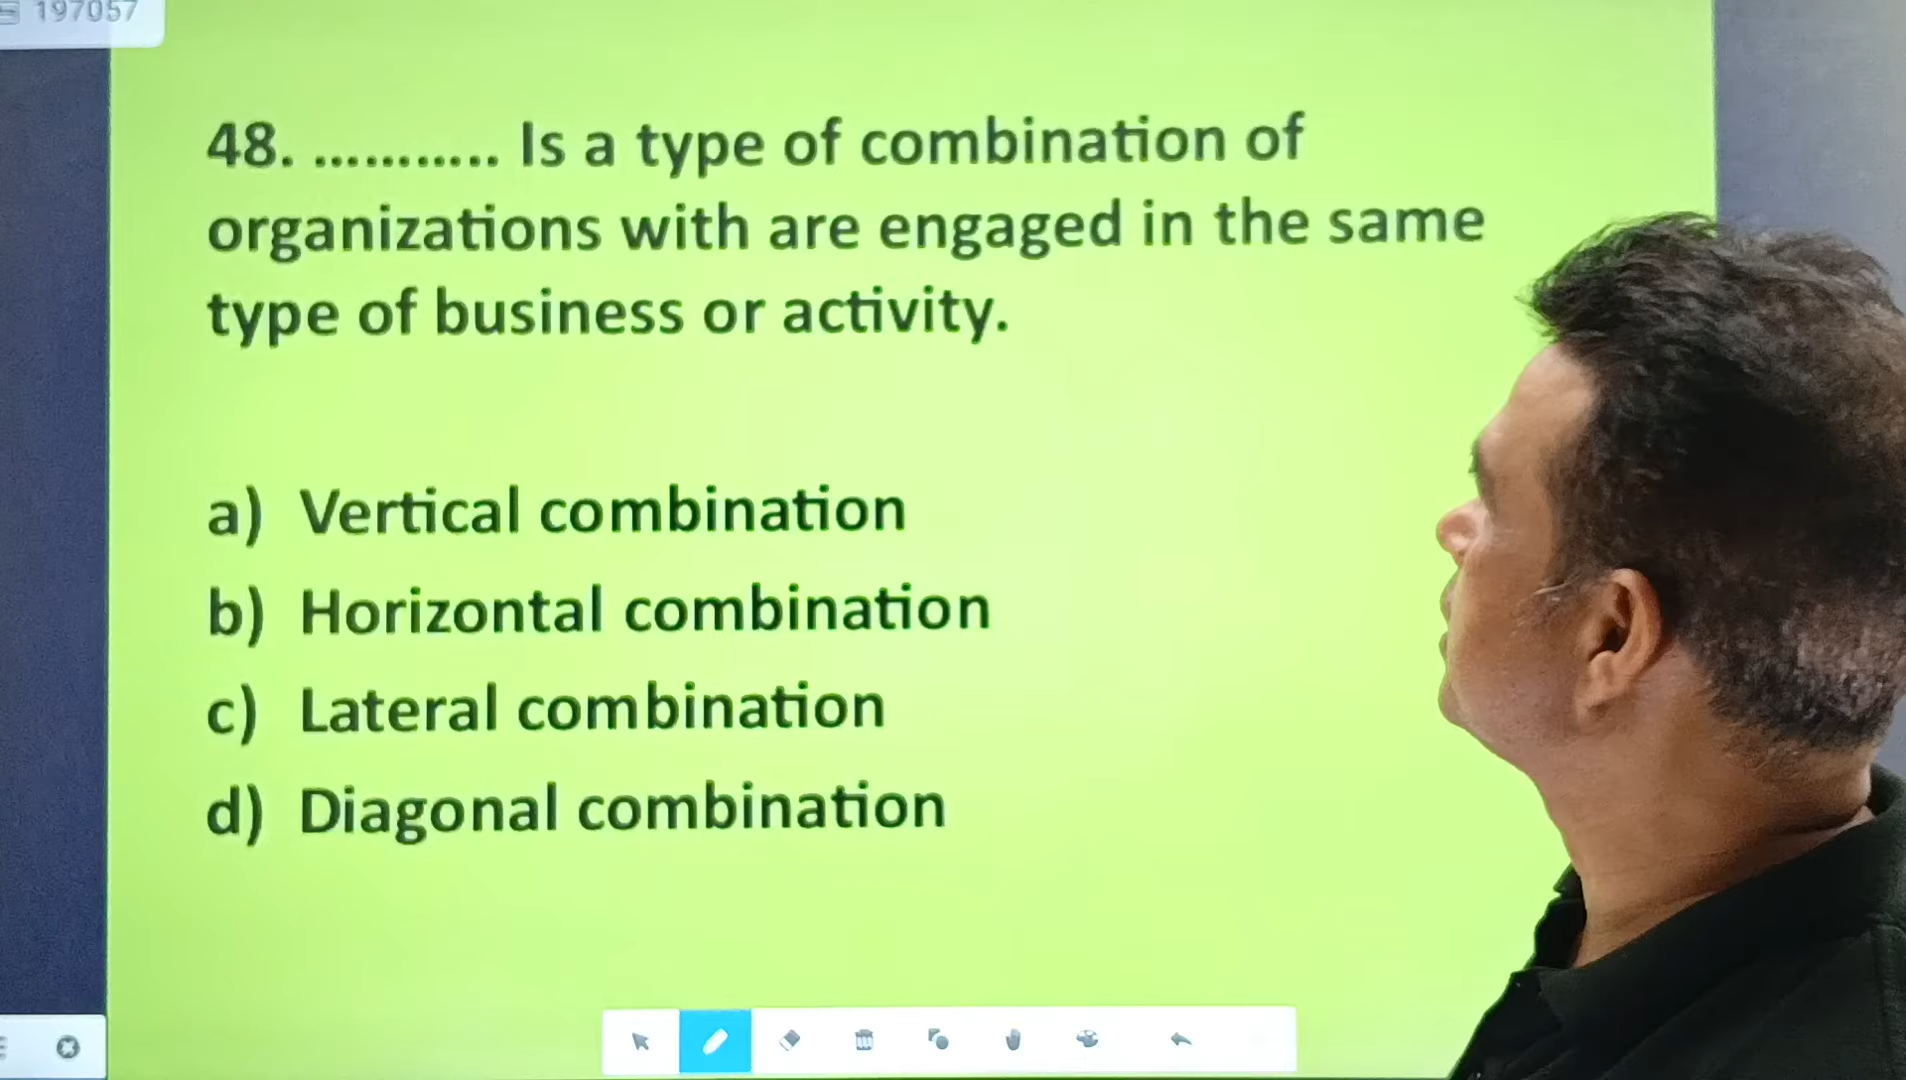 197057
48. ........... Is a type of combination of
organizations with are engaged in the same
type of business or activity.
a) Vertical combination
b) Horizontal combination
c) Lateral combination
d) Diagonal combination